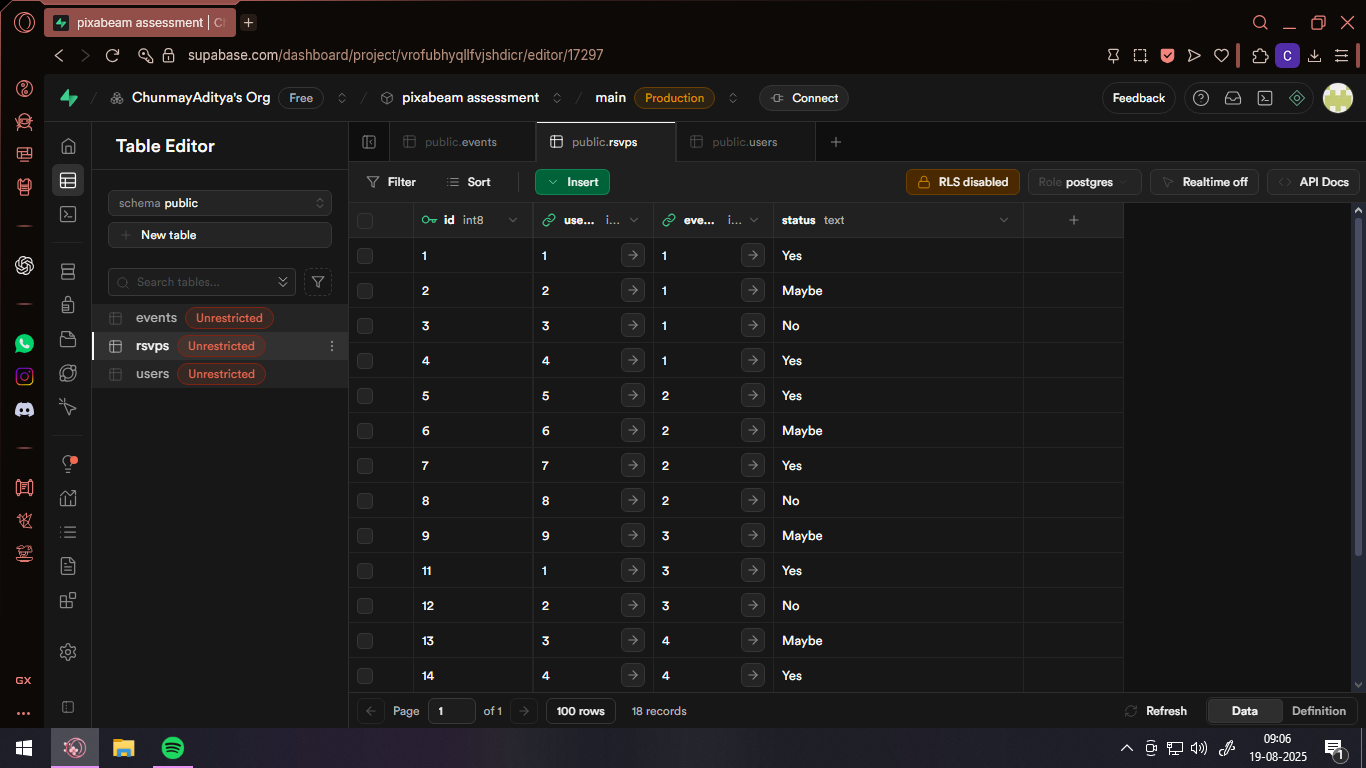 pixabeam assessment | C
supabase.com/dashboard/project/vrofubhyqllfvjshdicr/editor/17297
C
/ ChunmayAditya's Org Free / pixabeam assessment / main Production Connect Feedback
Table Editor
public.events public.rsvps public.users
Filter Sort Insert RLS disabled Role postgres Realtime off API Docs
schema public
New table
Search tables...
events Unrestricted
rsvps Unrestricted
users Unrestricted
id int8 use... i... eve... i... status text
1 1 1 Yes
2 2 1 Maybe
3 3 1 No
4 4 1 Yes
5 5 2 Yes
6 6 2 Maybe
7 7 2 Yes
8 8 2 No
9 9 3 Maybe
11 1 3 Yes
12 2 3 No
13 3 4 Maybe
14 4 4 Yes
GX
Page 1 of 1 100 rows 18 records Refresh Data Definition
09:06
19-08-2025
1